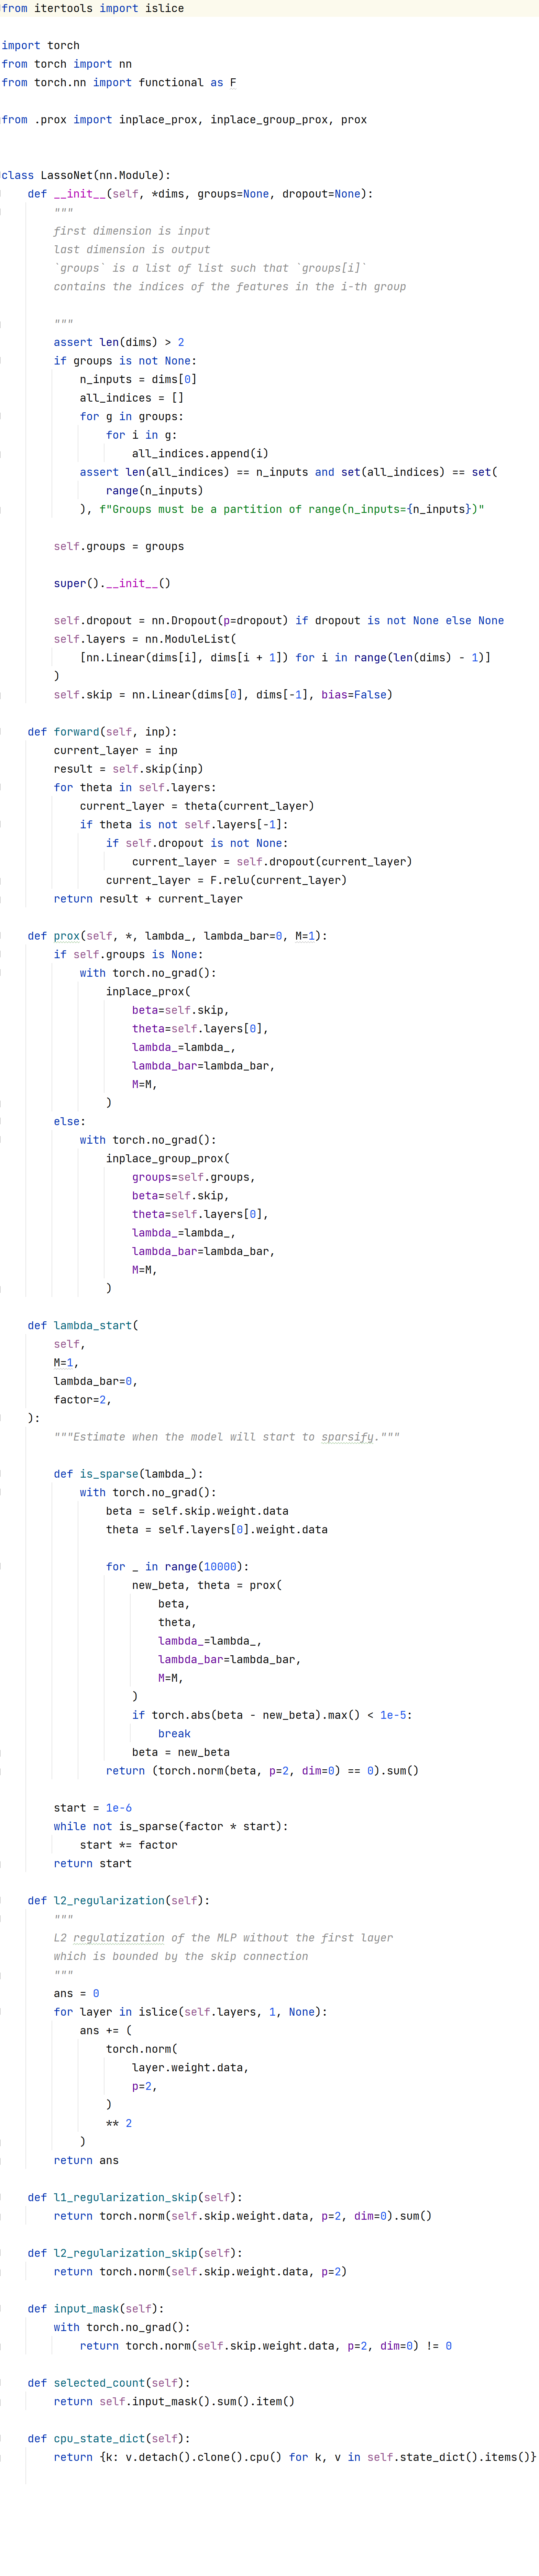 from itertools import islice

import torch
from torch import nn
from torch.nn import functional as F

from .prox import inplace_prox, inplace_group_prox, prox


class LassoNet(nn.Module):
    def __init__(self, *dims, groups=None, dropout=None):
        """
        first dimension is input
        last dimension is output
        `groups` is a list of list such that `groups[i]`
        contains the indices of the features in the i-th group

        """
        assert len(dims) > 2
        if groups is not None:
            n_inputs = dims[0]
            all_indices = []
            for g in groups:
                for i in g:
                    all_indices.append(i)
            assert len(all_indices) == n_inputs and set(all_indices) == set(
                range(n_inputs)
            ), f"Groups must be a partition of range(n_inputs={n_inputs})"

        self.groups = groups

        super().__init__()

        self.dropout = nn.Dropout(p=dropout) if dropout is not None else None
        self.layers = nn.ModuleList(
            [nn.Linear(dims[i], dims[i + 1]) for i in range(len(dims) - 1)]
        )
        self.skip = nn.Linear(dims[0], dims[-1], bias=False)

    def forward(self, inp):
        current_layer = inp
        result = self.skip(inp)
        for theta in self.layers:
            current_layer = theta(current_layer)
            if theta is not self.layers[-1]:
                if self.dropout is not None:
                    current_layer = self.dropout(current_layer)
                current_layer = F.relu(current_layer)
        return result + current_layer

    def prox(self, *, lambda_, lambda_bar=0, M=1):
        if self.groups is None:
            with torch.no_grad():
                inplace_prox(
                    beta=self.skip,
                    theta=self.layers[0],
                    lambda_=lambda_,
                    lambda_bar=lambda_bar,
                    M=M,
                )
        else:
            with torch.no_grad():
                inplace_group_prox(
                    groups=self.groups,
                    beta=self.skip,
                    theta=self.layers[0],
                    lambda_=lambda_,
                    lambda_bar=lambda_bar,
                    M=M,
                )

    def lambda_start(
        self,
        M=1,
        lambda_bar=0,
        factor=2,
    ):
        """Estimate when the model will start to sparsify."""

        def is_sparse(lambda_):
            with torch.no_grad():
                beta = self.skip.weight.data
                theta = self.layers[0].weight.data

                for _ in range(10000):
                    new_beta, theta = prox(
                        beta,
                        theta,
                        lambda_=lambda_,
                        lambda_bar=lambda_bar,
                        M=M,
                    )
                    if torch.abs(beta - new_beta).max() < 1e-5:
                        break
                    beta = new_beta
                return (torch.norm(beta, p=2, dim=0) == 0).sum()

        start = 1e-6
        while not is_sparse(factor * start):
            start *= factor
        return start

    def l2_regularization(self):
        """
        L2 regulatization of the MLP without the first layer
        which is bounded by the skip connection
        """
        ans = 0
        for layer in islice(self.layers, 1, None):
            ans += (
                torch.norm(
                    layer.weight.data,
                    p=2,
                )
                ** 2
            )
        return ans

    def l1_regularization_skip(self):
        return torch.norm(self.skip.weight.data, p=2, dim=0).sum()

    def l2_regularization_skip(self):
        return torch.norm(self.skip.weight.data, p=2)

    def input_mask(self):
        with torch.no_grad():
            return torch.norm(self.skip.weight.data, p=2, dim=0) != 0

    def selected_count(self):
        return self.input_mask().sum().item()

    def cpu_state_dict(self):
        return {k: v.detach().clone().cpu() for k, v in self.state_dict().items()}